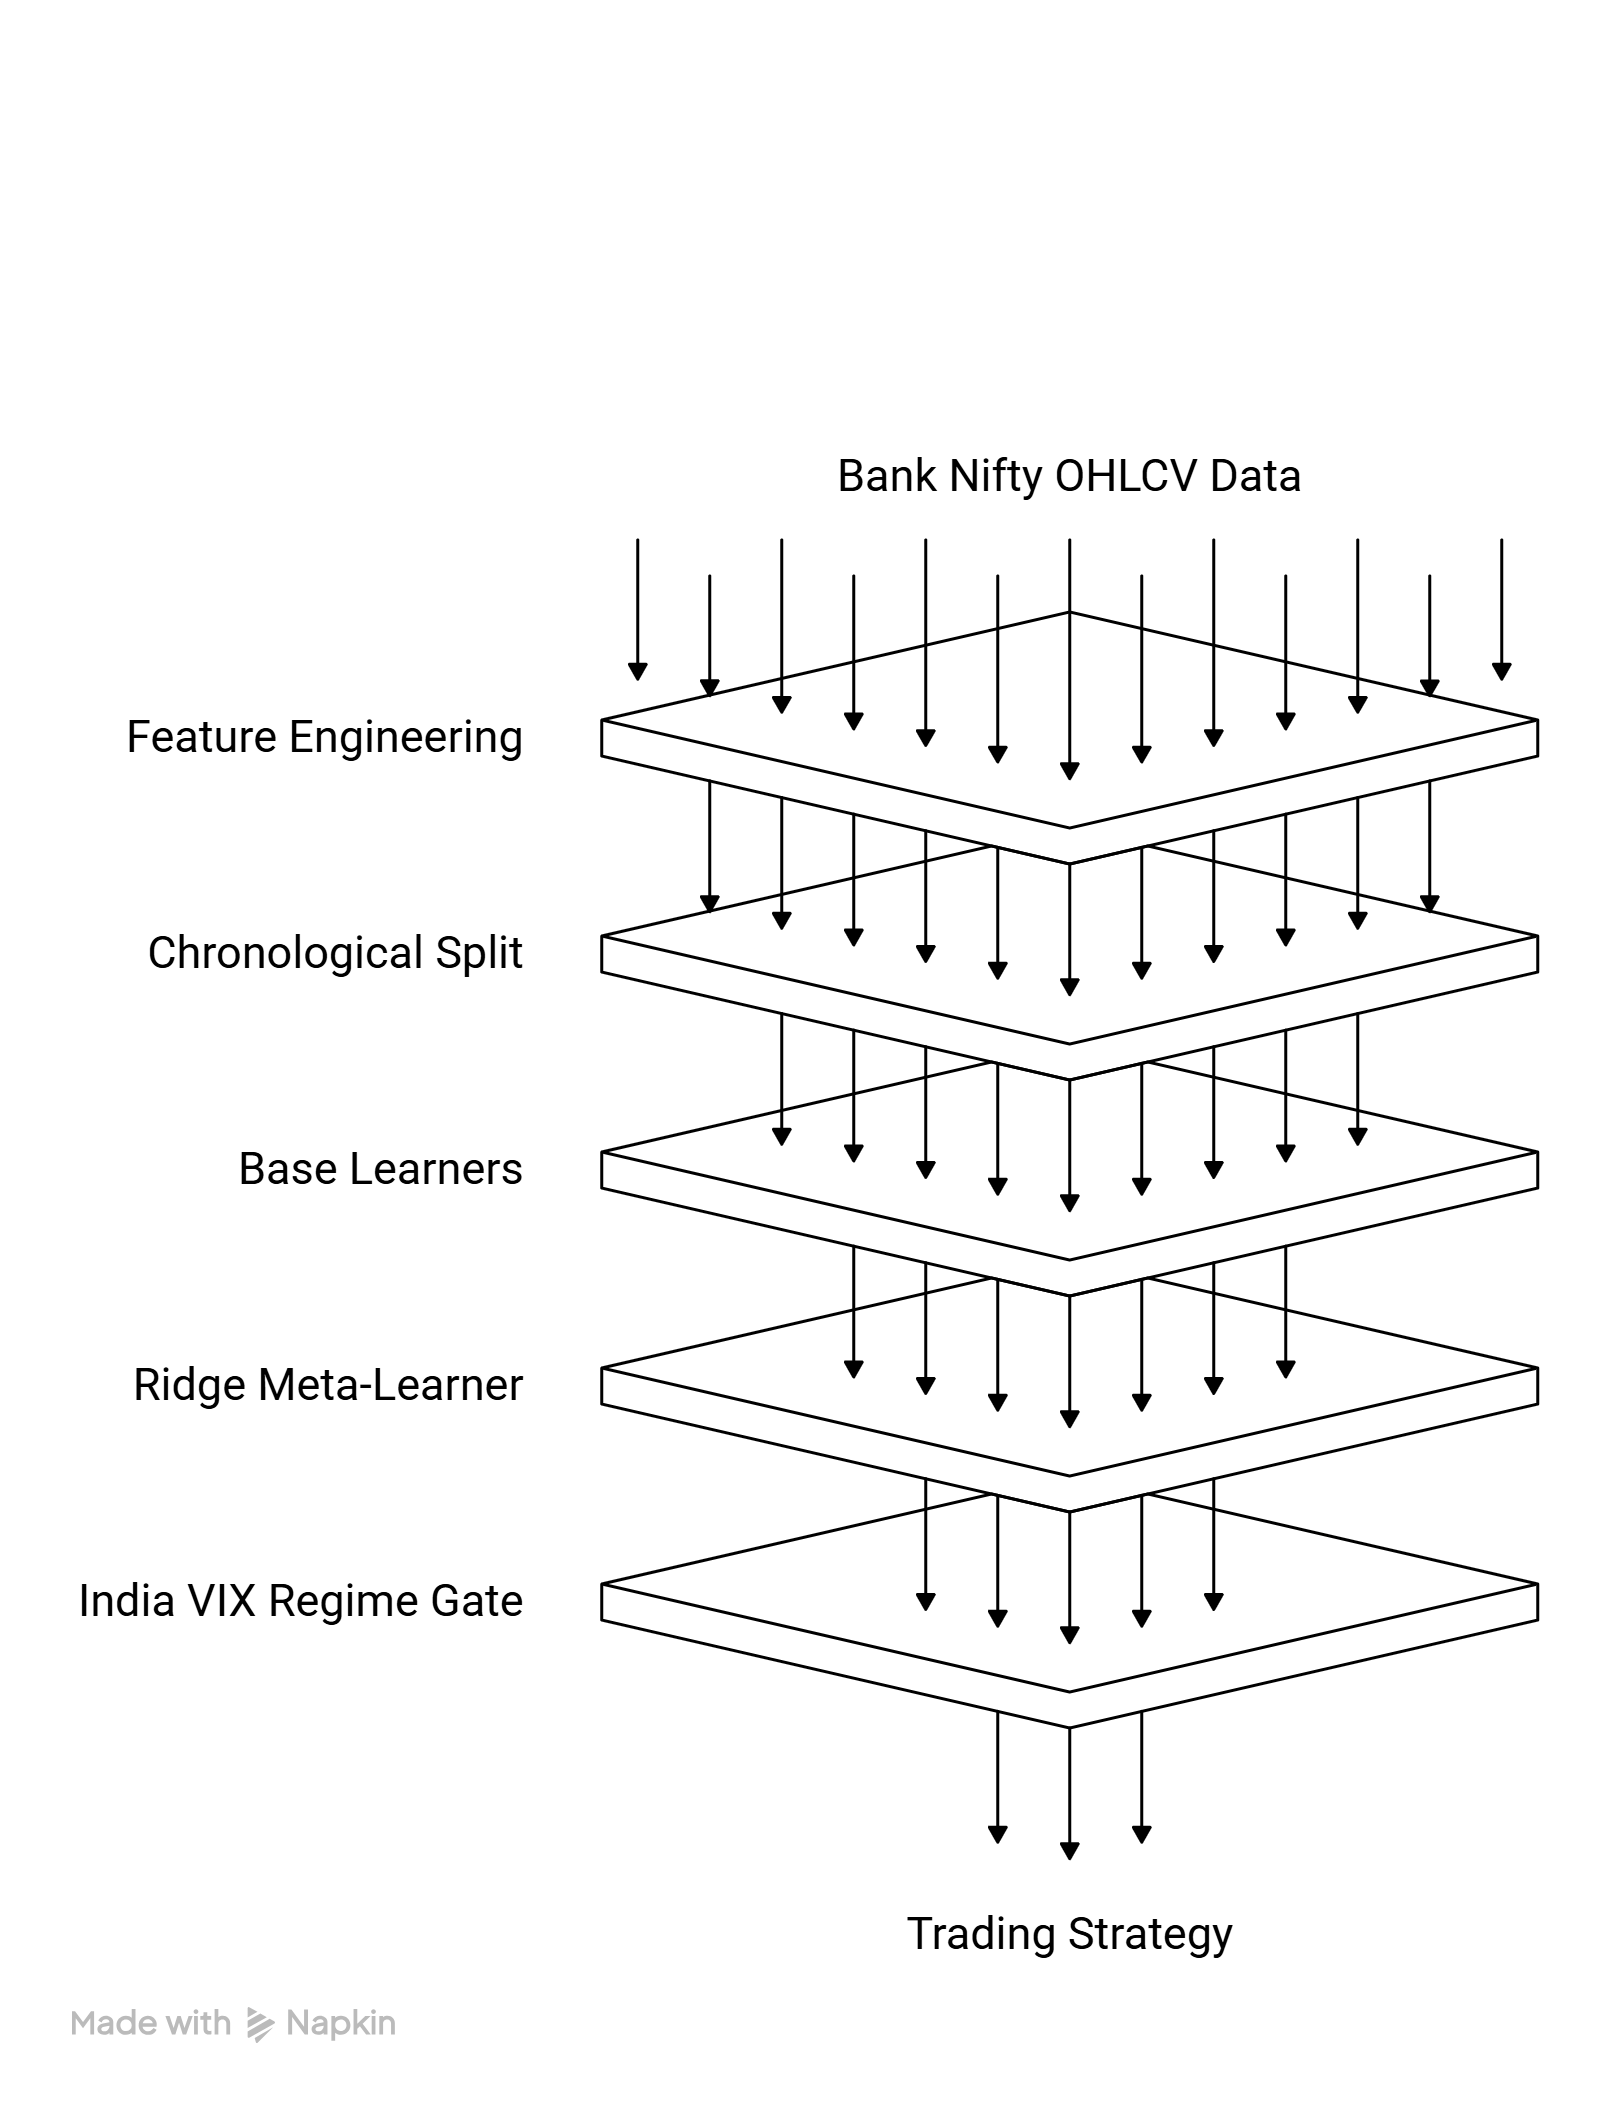 Bank Nifty OHLCV Data
Feature Engineering
Chronological Split
Base Learners
Ridge Meta-Learner
India VIX Regime Gate
Trading Strategy
Made with Napkin